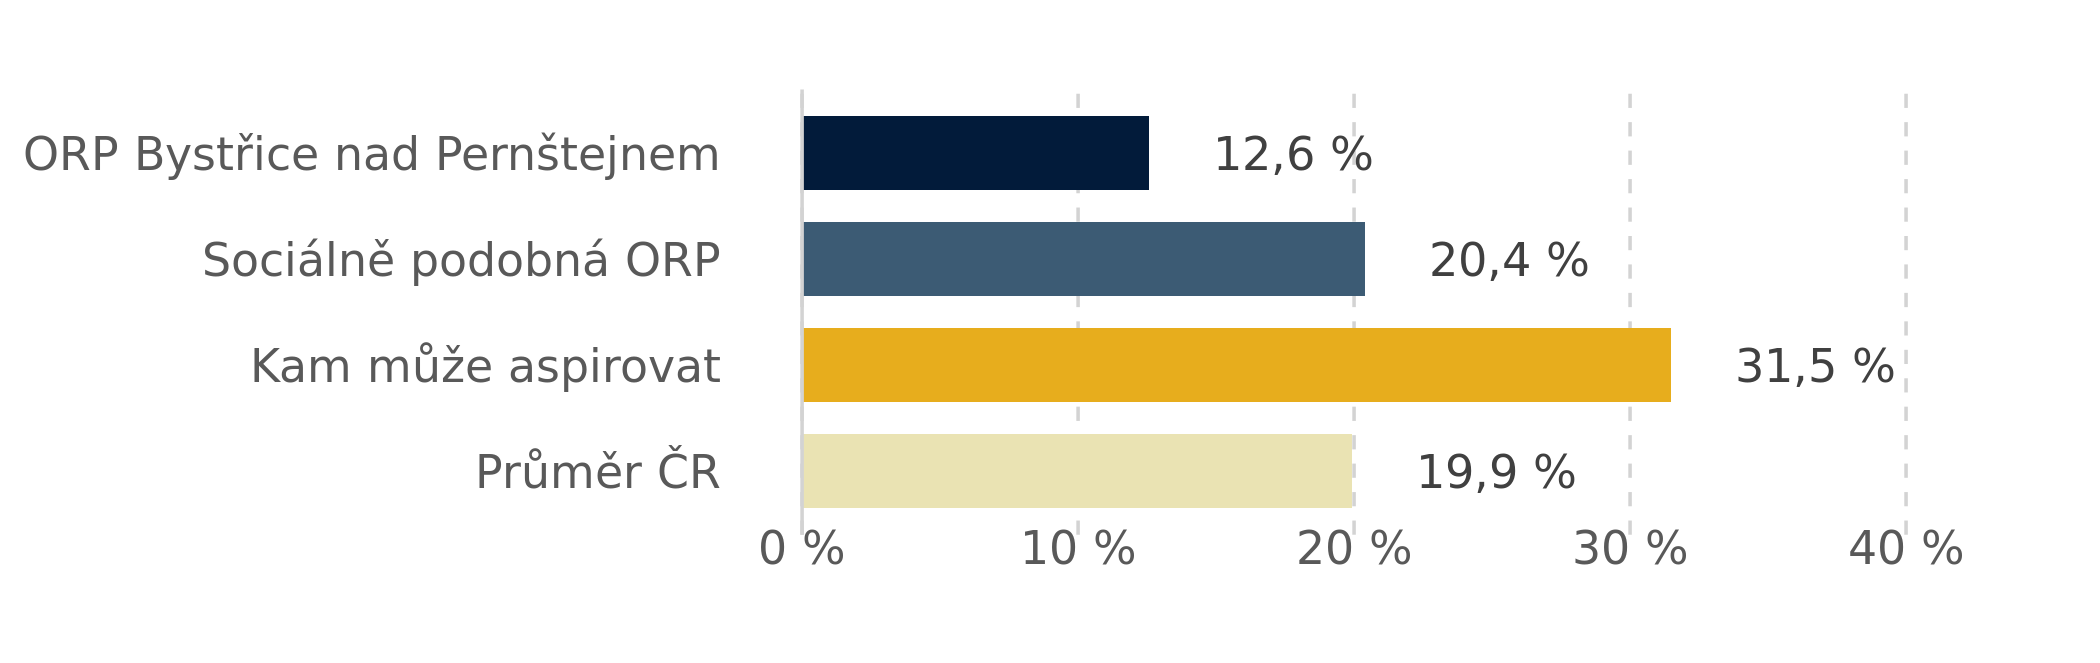 ORP Bystřice nad Pernštejnem 12,6 %
Sociálně podobná ORP 20,4 %
Kam může aspirovat 31,5 %
Průměr ČR 19,9 %
0 % 10 % 20 % 30 % 40 %